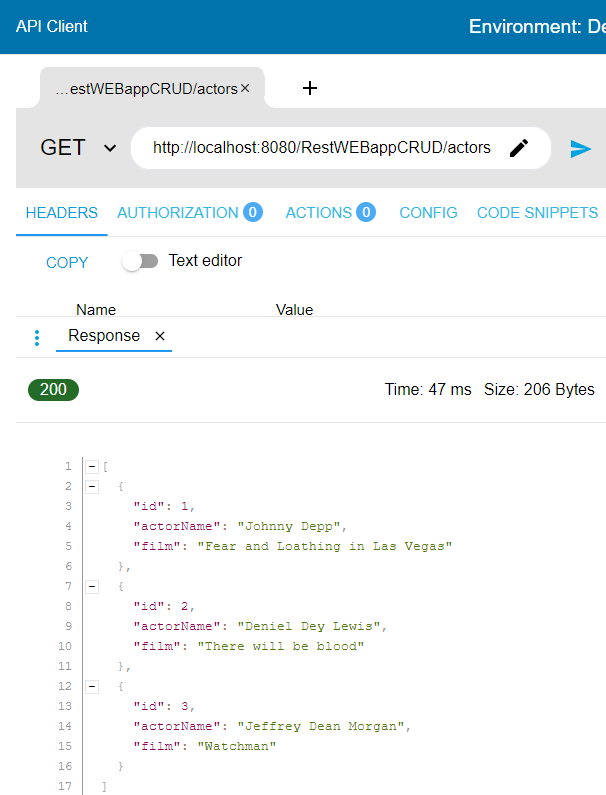 API Client Environment: De
…estWEBappCRUD/actors × +
GET http://localhost:8080/RestWEBappCRUD/actors
HEADERS AUTHORIZATION 0 ACTIONS 0 CONFIG CODE SNIPPETS
COPY Text editor
Name Value
Response ×
200 Time: 47 ms Size: 206 Bytes
1 - [
2 - {
3 "id": 1,
4 "actorName": "Johnny Depp",
5 "film": "Fear and Loathing in Las Vegas"
6 },
7 - {
8 "id": 2,
9 "actorName": "Deniel Dey Lewis",
10 "film": "There will be blood"
11 },
12 - {
13 "id": 3,
14 "actorName": "Jeffrey Dean Morgan",
15 "film": "Watchman"
16 }
17 ]